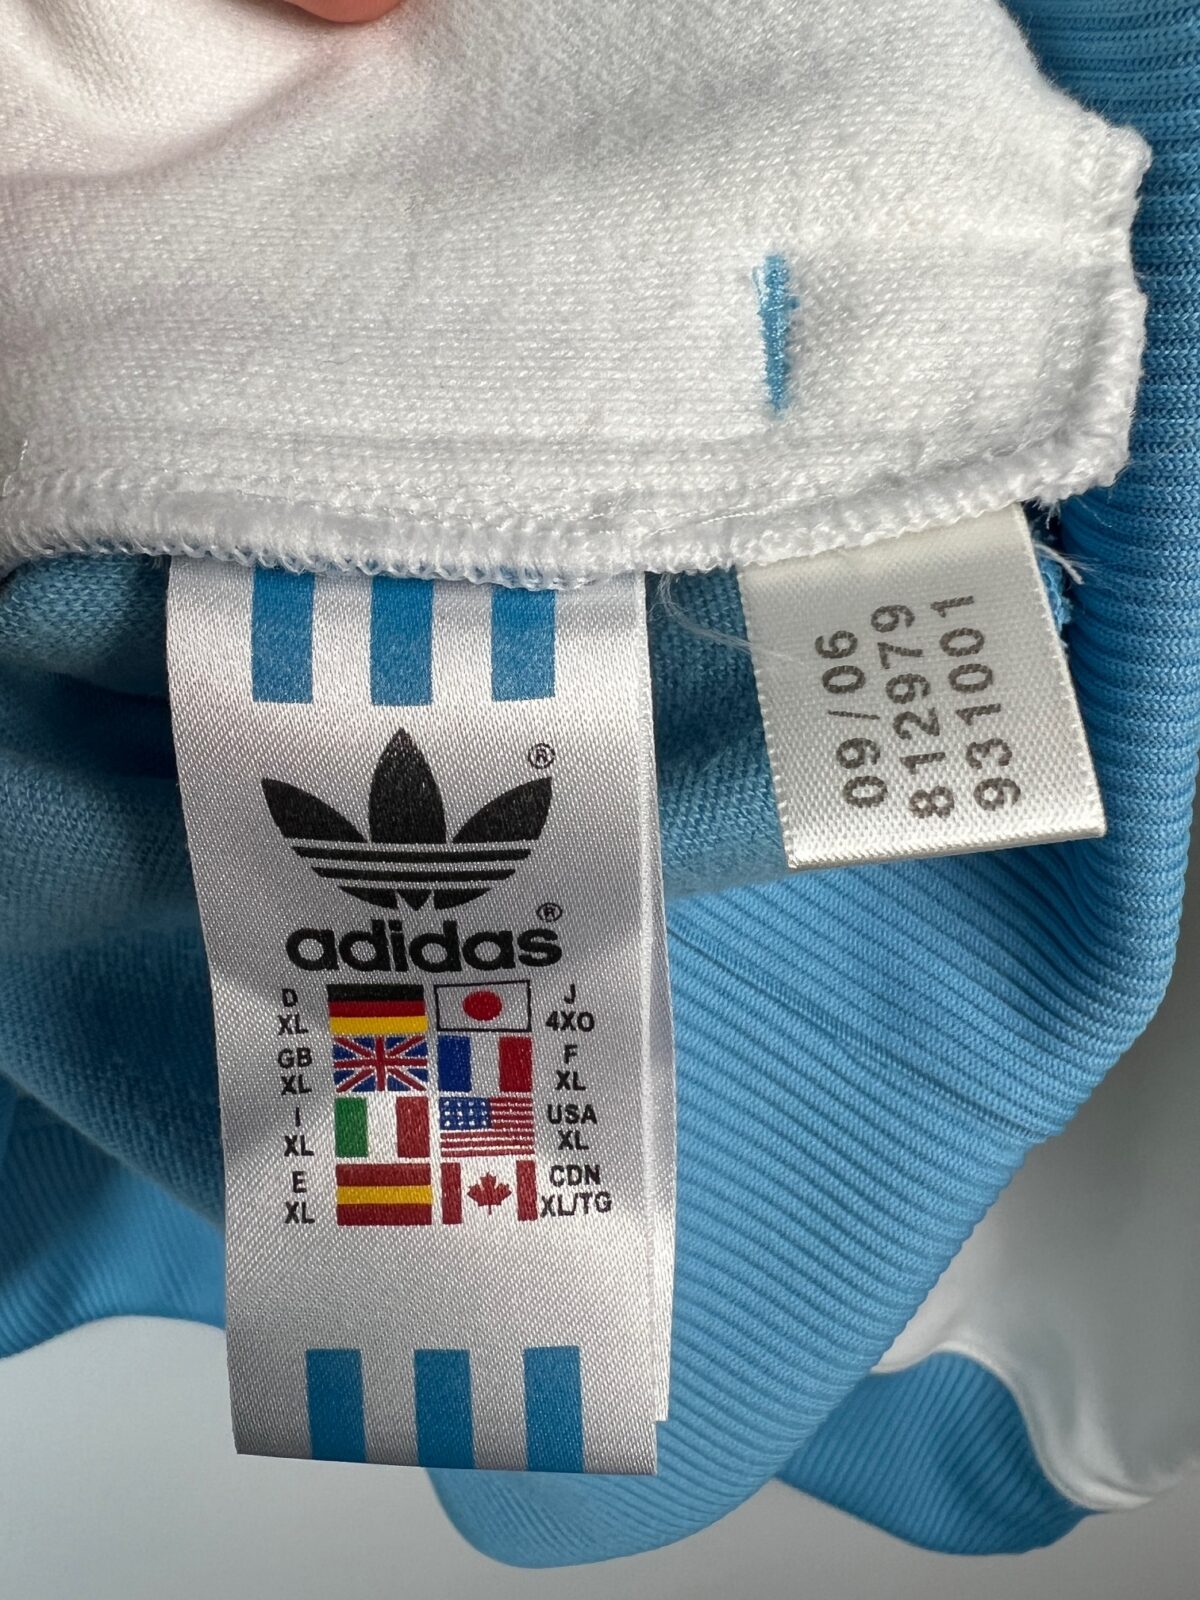 ®
adidas®
D XL
J 4XO
GB XL
F XL
I XL
USA XL
E XL
CDN XL/TG
09/06
812979
931001